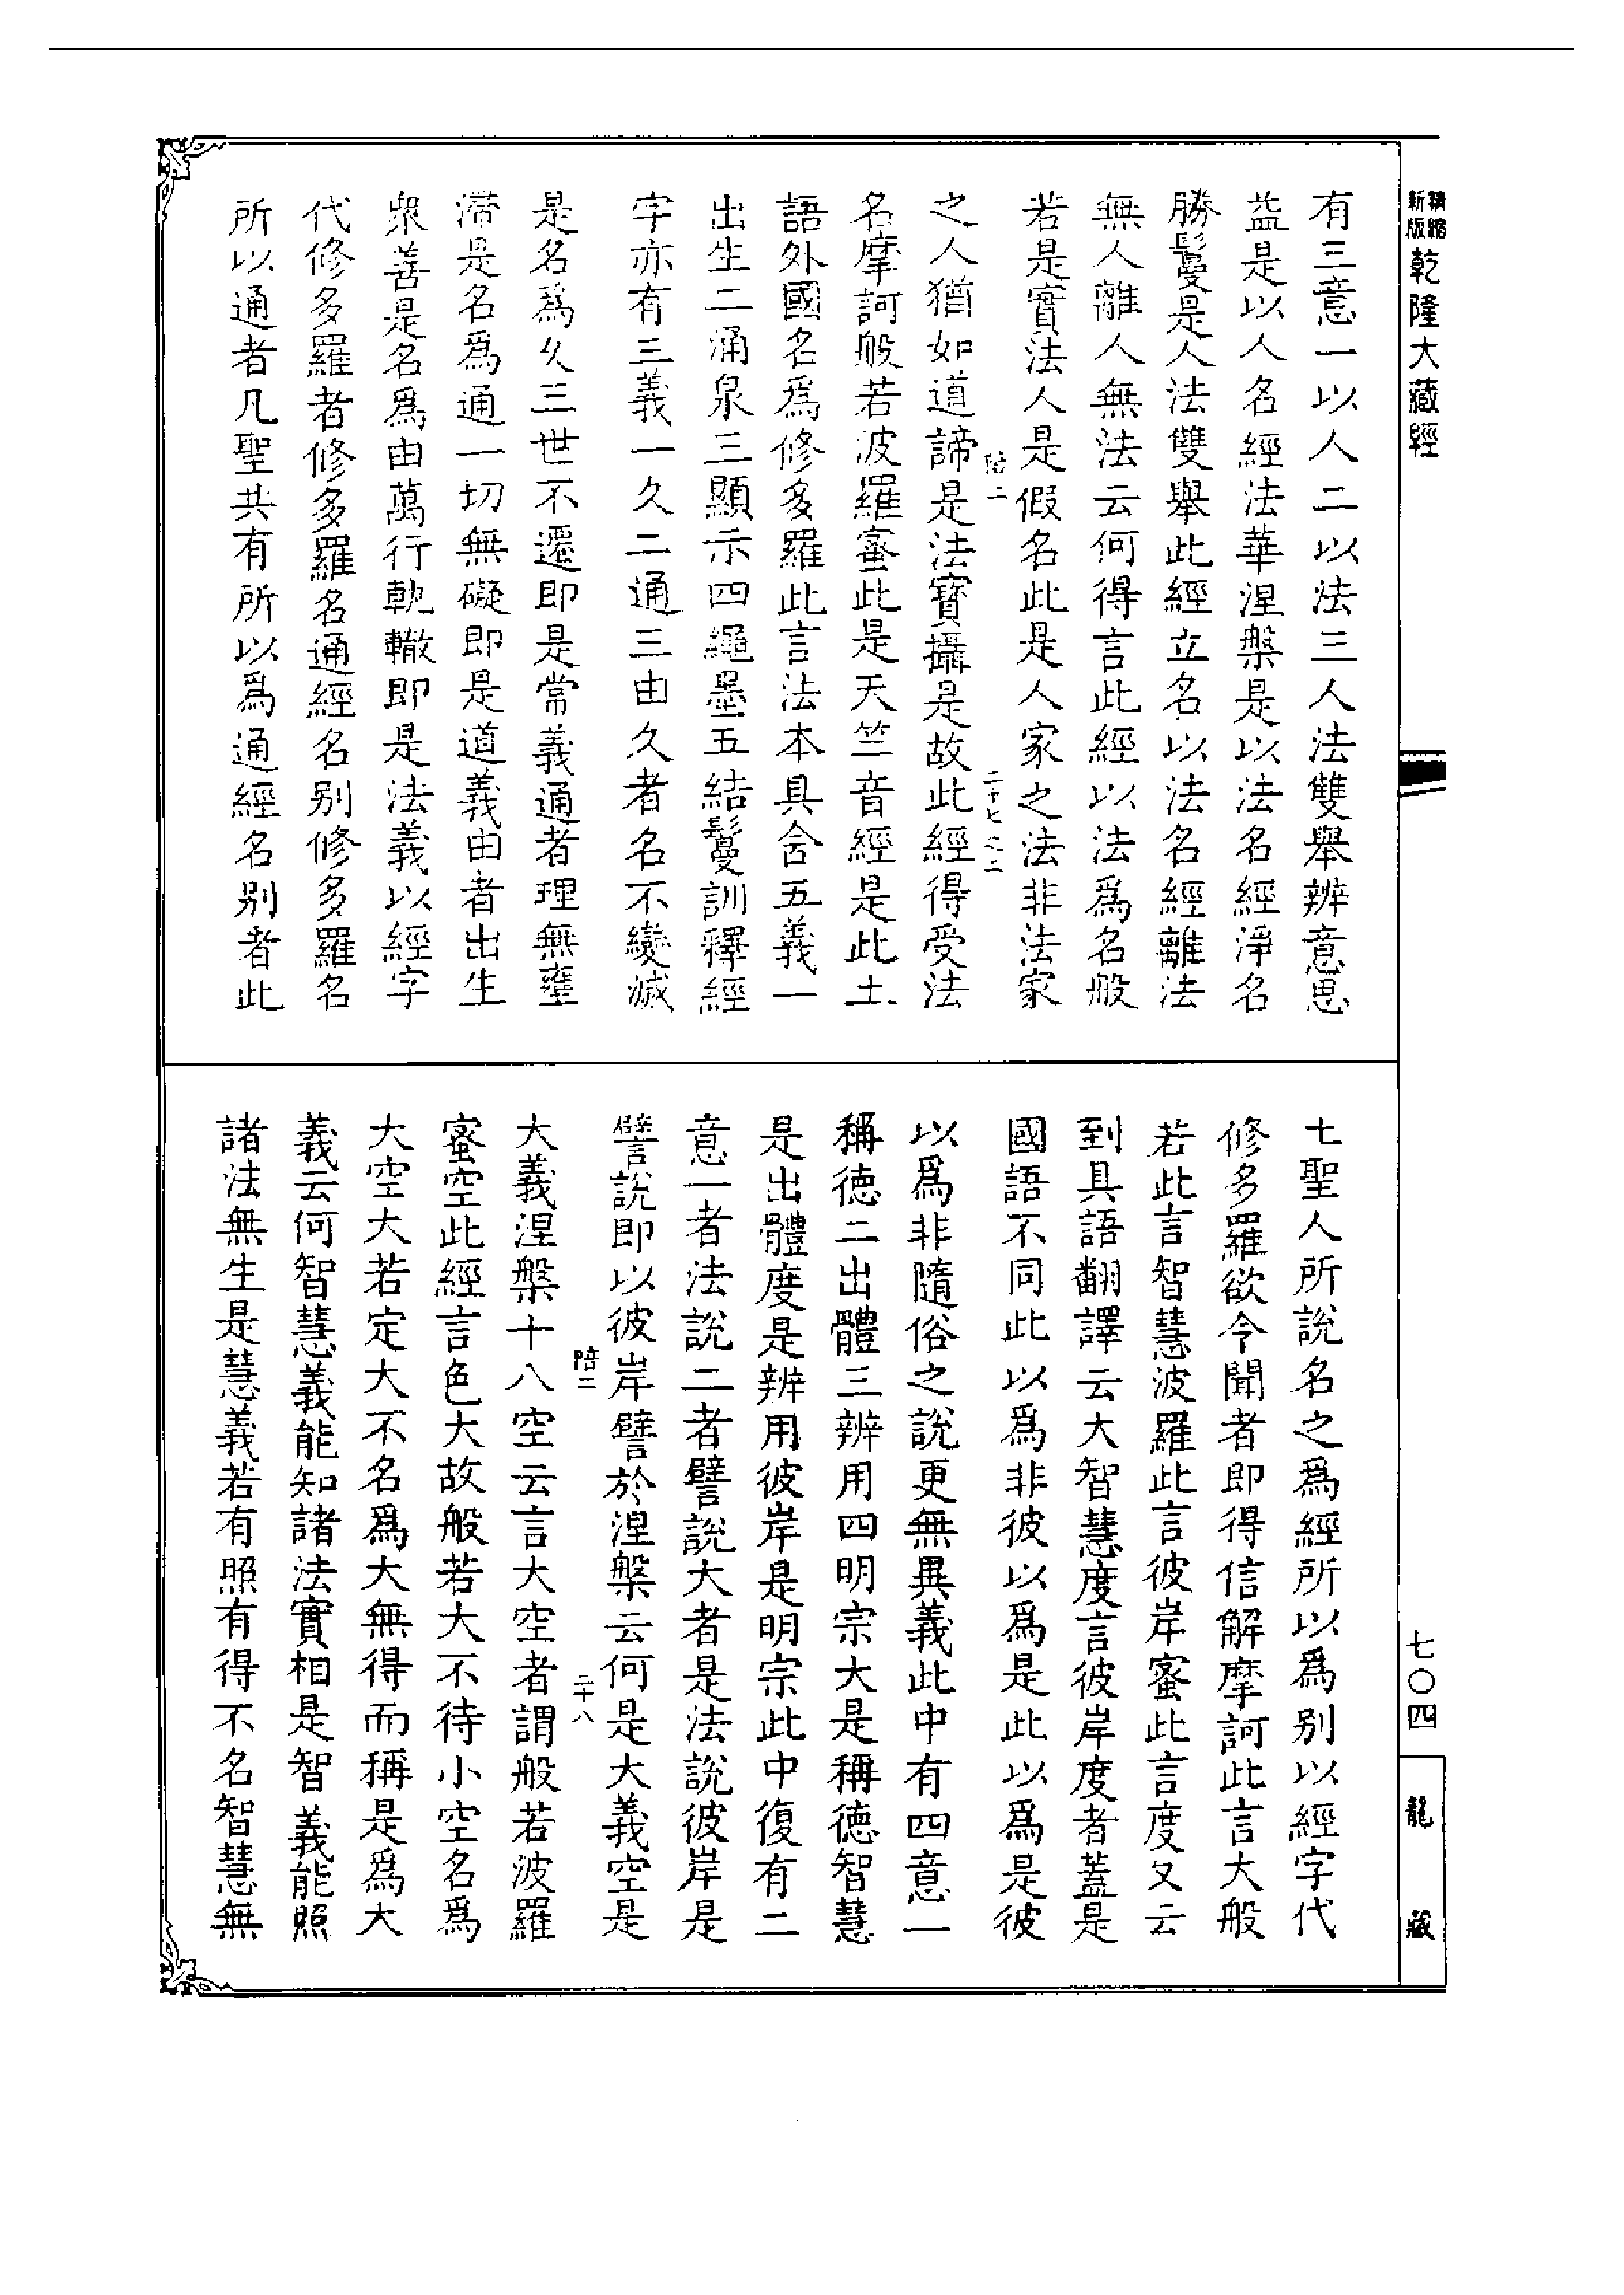 精縮新版 乾隆大藏經
有三意一以人二以法三人法雙舉辨意思
益是以人名經法華涅槃是以法名經淨名
勝鬘是人法雙舉此經立名以法名經離法
無人離人無法云何得言此經以法爲名般
若是實法人是假名此是人家之法非法家
陪二 二十七之二
之人猶如道諦是法寶攝是故此經得受法
名摩訶般若波羅蜜此是天竺音經是此土
語外國名爲修多羅此言法本具含五義一
出生二涌泉三顯示四繩墨五結鬘訓釋經
字亦有三義一久二通三由久者名不變滅
是名爲久三世不遷即是常義通者理無壅
滯是名爲通一切無礙即是道義由者出生
衆善是名爲由萬行軌轍即是法義以經字
代修多羅者修多羅名通經名別修多羅名
所以通者凡聖共有所以爲通經名別者此
七聖人所說名之爲經所以爲別以經字代
修多羅欲令聞者即得信解摩訶此言大般
若此言智慧波羅此言彼岸蜜此言度又云
到具語翻譯云大智慧度言彼岸度者蓋是
國語不同此以爲非彼以爲是此以爲是彼
以爲非隨俗之說更無異義此中有四意一
稱德二出體三辨用四明宗大是稱德智慧
是出體度是辨用彼岸是明宗此中復有二
意一者法說二者譬說大者是法說彼岸是
譬說即以彼岸譬於涅槃云何是大義空是
陪二 二十八
大義涅槃十八空云言大空者謂般若波羅
蜜空此經言色大故般若大不待小空名爲
大空大若定大不名爲大無得而稱是爲大
義云何智慧義能知諸法實相是智義能照
諸法無生是慧義若有照有得不名智慧無
七〇四
龍藏